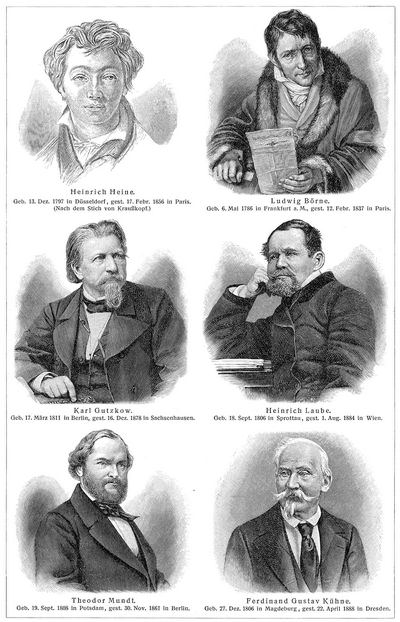 Heinrich Heine.
Geb. 13. Dez. 1797 in Düsseldorf, gest. 17. Febr. 1856 in Paris.
(Nach dem Stich von Kraußkopf.)
Ludwig Börne.
Geb. 6. Mai 1786 in Frankfurt a. M., gest. 12. Febr. 1837 in Paris.
Karl Gutzkow.
Geb. 17. März 1811 in Berlin, gest. 16. Dez. 1878 in Sachsenhausen.
Heinrich Laube.
Geb. 18. Sept. 1806 in Sprottau, gest. 1. Aug. 1884 in Wien.
Theodor Mundt.
Geb. 19. Sept. 1808 in Potsdam, gest. 30. Nov. 1861 in Berlin.
Ferdinand Gustav Kühne.
Geb. 27. Dez. 1806 in Magdeburg, gest. 22. April 1888 in Dresden.